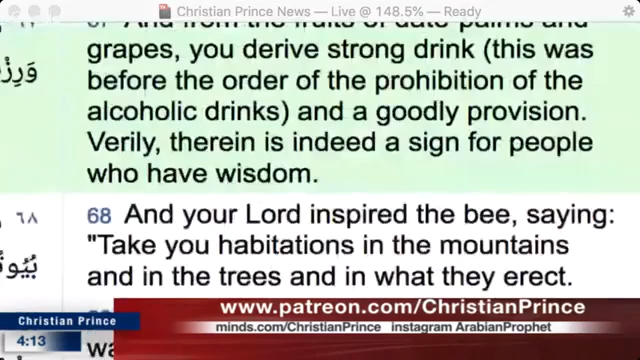 Christian Prince News — Live @ 148.5% — Ready
67 And from the fruits of date-palms and
grapes, you derive strong drink (this was
before the order of the prohibition of the
alcoholic drinks) and a goodly provision.
Verily, therein is indeed a sign for people
who have wisdom.
٦٨
68 And your Lord inspired the bee, saying:
"Take you habitations in the mountains
and in the trees and in what they erect.
www.patreon.com/ChristianPrince
minds.com/ChristianPrince instagram ArabianProphet
Christian Prince
4:13